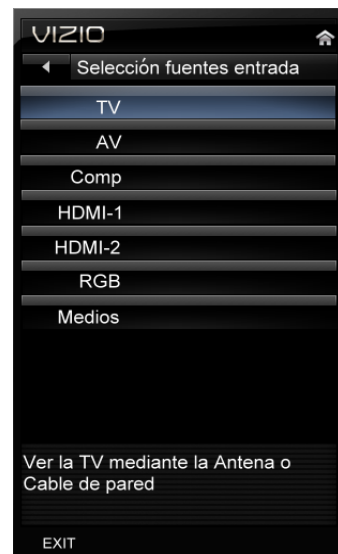 VIZIO
Selección fuentes entrada
TV
AV
Comp
HDMI-1
HDMI-2
RGB
Medios
Ver la TV mediante la Antena o
Cable de pared
EXIT